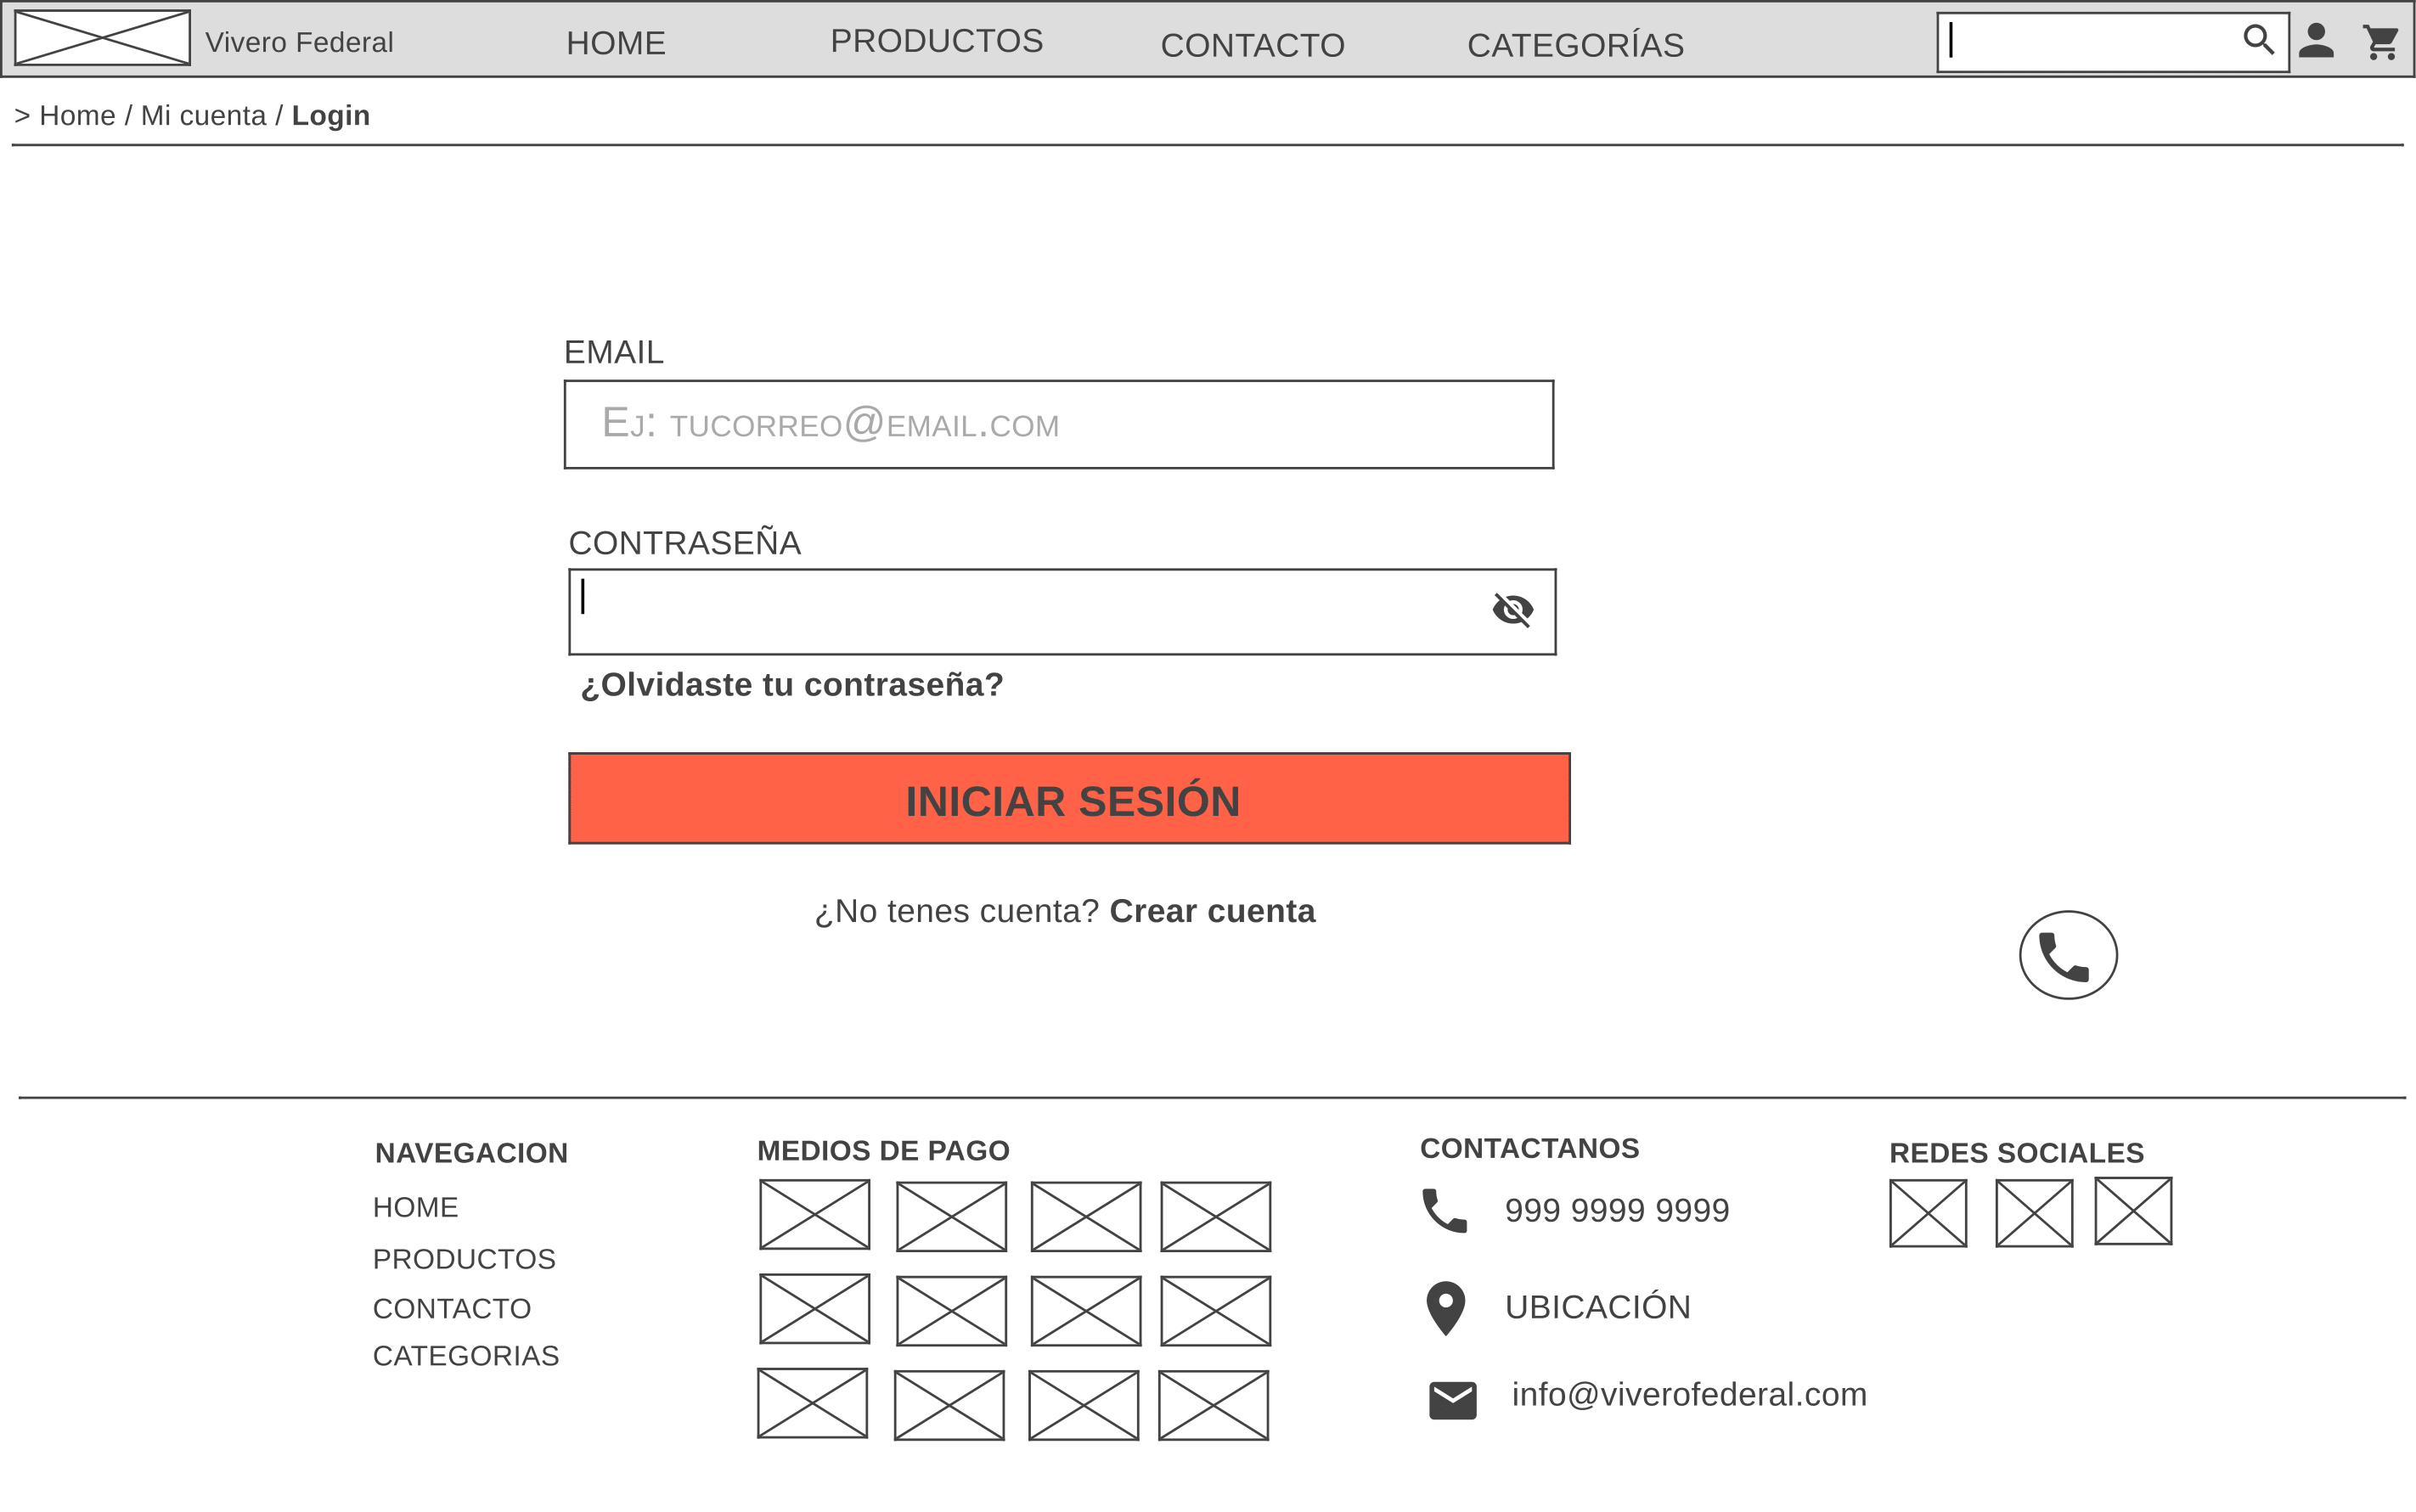 Vivero Federal
HOME
PRODUCTOS
CONTACTO
CATEGORÍAS
> Home / Mi cuenta / Login
EMAIL
Ej: tucorreo@email.com
CONTRASEÑA
¿Olvidaste tu contraseña?
INICIAR SESIÓN
¿No tenes cuenta? Crear cuenta
NAVEGACION
HOME
PRODUCTOS
CONTACTO
CATEGORIAS
MEDIOS DE PAGO
CONTACTANOS
999 9999 9999
UBICACIÓN
info@viverofederal.com
REDES SOCIALES